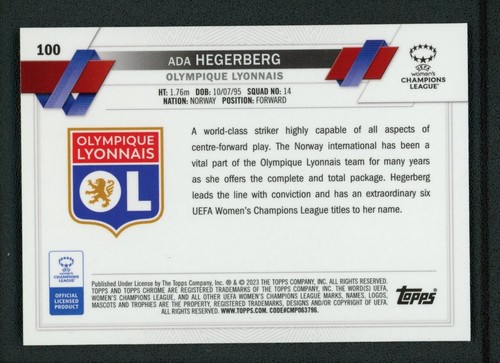 100
ADA HEGERBERG
OLYMPIQUE LYONNAIS
HT: 1.76m DOB: 10/07/95 SQUAD NO: 14
NATION: NORWAY POSITION: FORWARD
UEFA
women's
CHAMPIONS
LEAGUE
OLYMPIQUE
LYONNAIS
OL
A world-class striker highly capable of all aspects of
centre-forward play. The Norway international has been a
vital part of the Olympique Lyonnais team for many years
as she offers the complete and total package. Hegerberg
leads the line with conviction and has an extraordinary six
UEFA Women's Champions League titles to her name.
UEFA
women's
CHAMPIONS
LEAGUE
OFFICIAL
LICENSED
PRODUCT
Published Under License by The Topps Company, Inc. ® & © 2023 THE TOPPS COMPANY, INC. ALL RIGHTS RESERVED.
TOPPS AND TOPPS CHROME ARE REGISTERED TRADEMARKS OF THE TOPPS COMPANY, INC. THE WORD(S) UEFA,
WOMEN'S CHAMPIONS LEAGUE, AND ALL OTHER UEFA WOMEN'S CHAMPIONS LEAGUE MARKS, NAMES, LOGOS,
MASCOTS AND TROPHIES ARE THE PROPERTY, REGISTERED TRADEMARKS, DESIGNS AND/OR COPYRIGHT OF UEFA.
ALL RIGHTS RESERVED. WWW.TOPPS.COM. CODE#CMP063796.
Topps